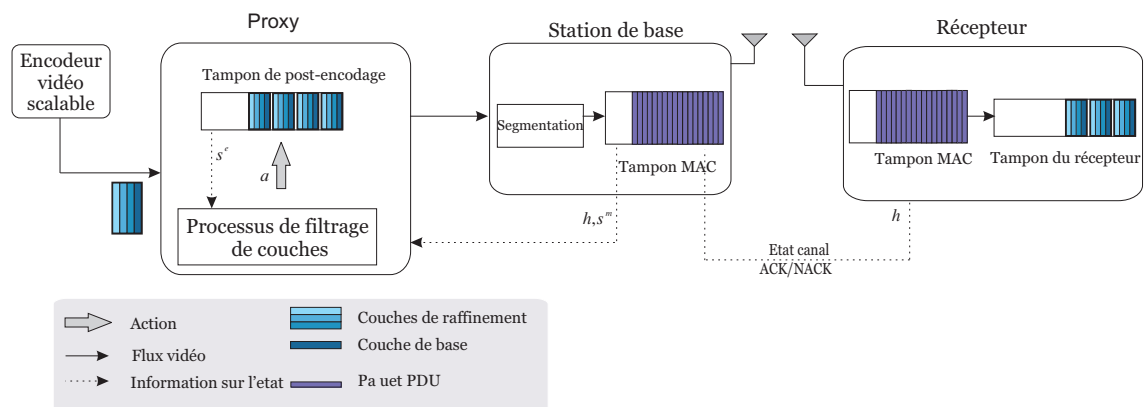 Proxy
Station de base
Récepteur
Encodeur
vidéo
scalable
Tampon de post-encodage
s^e
a
Processus de filtrage
de couches
Segmentation
Tampon MAC
h,s^m
Tampon MAC
Tampon du récepteur
h
Etat canal
ACK/NACK
Action
Flux vidéo
Information sur l'etat
Couches de raffinement
Couche de base
Pa uet PDU